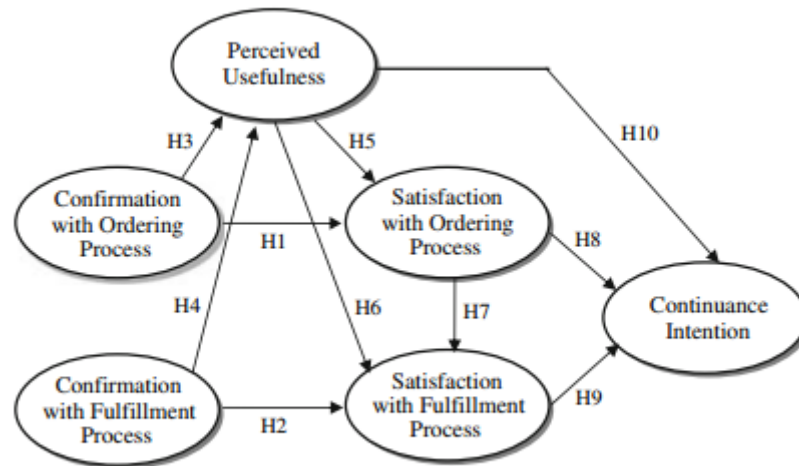 Perceived
Usefulness
H3
H5
H10
Confirmation
with Ordering
Process
H1
Satisfaction
with Ordering
Process
H8
H4
H6
H7
Continuance
Intention
Confirmation
with Fulfillment
Process
H2
Satisfaction
with Fulfillment
Process
H9